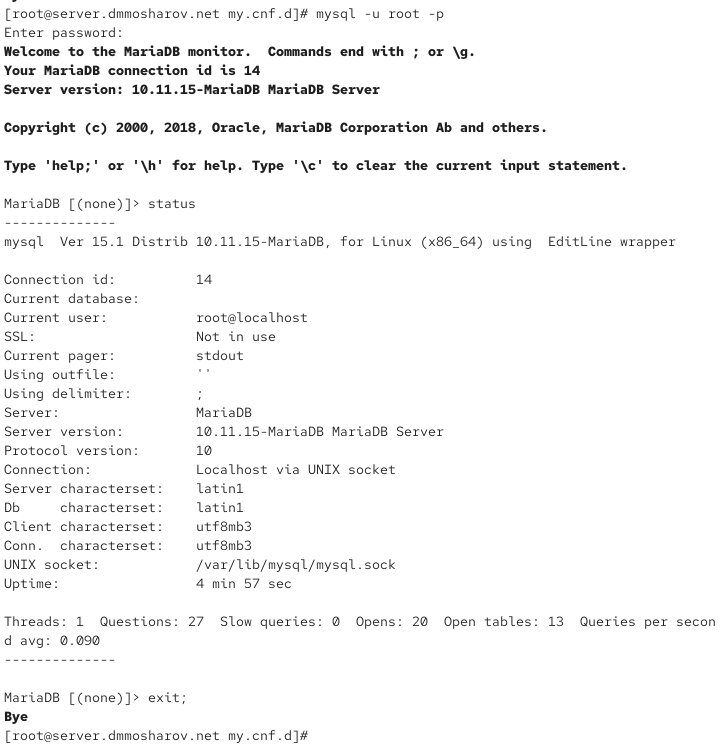 [root@server.dmmosharov.net my.cnf.d]# mysql -u root -p
Enter password:
Welcome to the MariaDB monitor.  Commands end with ; or \g.
Your MariaDB connection id is 14
Server version: 10.11.15-MariaDB MariaDB Server

Copyright (c) 2000, 2018, Oracle, MariaDB Corporation Ab and others.

Type 'help;' or '\h' for help. Type '\c' to clear the current input statement.

MariaDB [(none)]> status
--------------
mysql  Ver 15.1 Distrib 10.11.15-MariaDB, for Linux (x86_64) using  EditLine wrapper

Connection id:          14
Current database:
Current user:           root@localhost
SSL:                    Not in use
Current pager:          stdout
Using outfile:          ''
Using delimiter:        ;
Server:                 MariaDB
Server version:         10.11.15-MariaDB MariaDB Server
Protocol version:       10
Connection:             Localhost via UNIX socket
Server characterset:    latin1
Db     characterset:    latin1
Client characterset:    utf8mb3
Conn.  characterset:    utf8mb3
UNIX socket:            /var/lib/mysql/mysql.sock
Uptime:                 4 min 57 sec

Threads: 1  Questions: 27  Slow queries: 0  Opens: 20  Open tables: 13  Queries per secon
d avg: 0.090
--------------

MariaDB [(none)]> exit;
Bye
[root@server.dmmosharov.net my.cnf.d]#